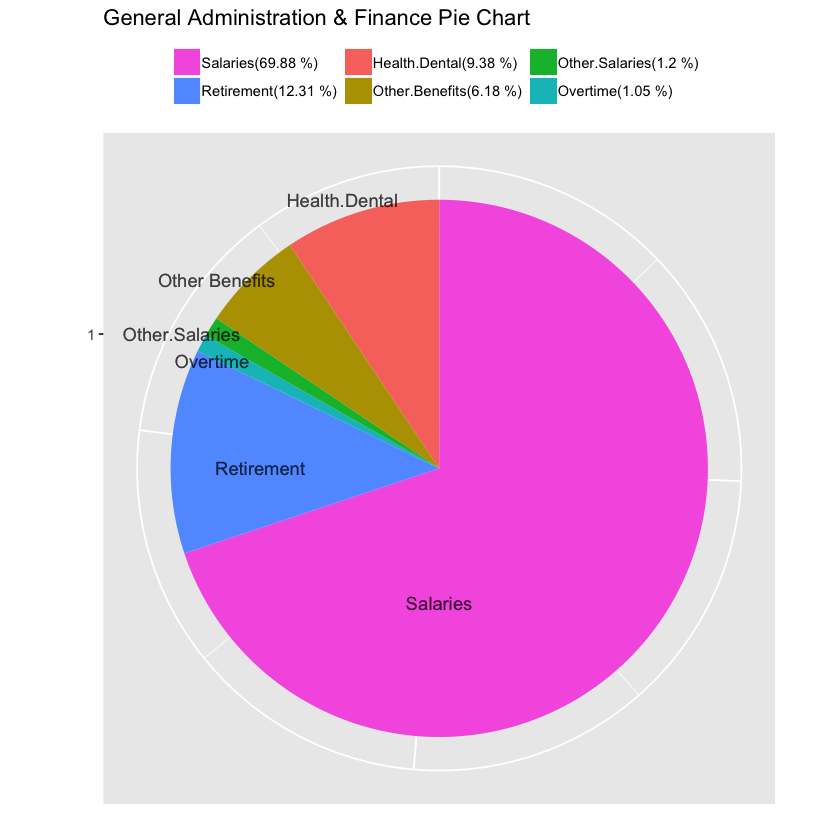 General Administration & Finance Pie Chart
Salaries(69.88 %) Health.Dental(9.38 %) Other.Salaries(1.2 %)
Retirement(12.31 %) Other.Benefits(6.18 %) Overtime(1.05 %)
Health.Dental
Other Benefits
1 Other.Salaries
Overtime
Retirement
Salaries